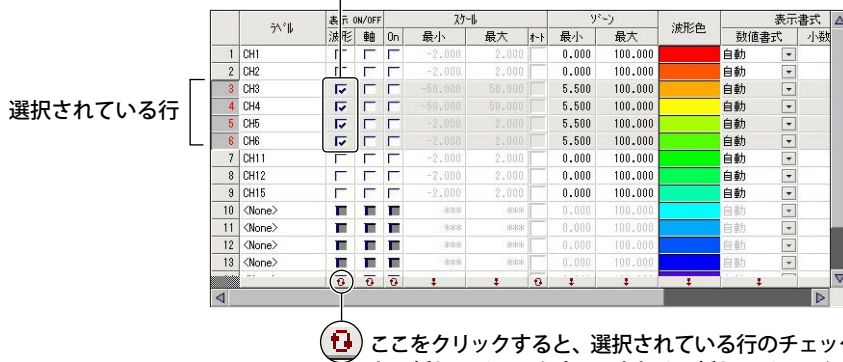 ﾗﾍﾞﾙ 表示 ON/OFF ｽｹｰﾙ ｿﾞｰﾝ 波形色 表示書式
波形 軸 On 最小 最大 ｵｰﾄ 最小 最大 数値書式 小数
1 CH1 -2.000 2.000 0.000 100.000 自動
2 CH2 -2.000 2.000 0.000 100.000 自動
3 CH3 -50.000 50.000 5.500 100.000 自動
4 CH4 -50.000 50.000 5.500 100.000 自動
5 CH5 -2.000 2.000 5.500 100.000 自動
6 CH6 -2.000 2.000 5.500 100.000 自動
選択されている行
7 CH11 -2.000 2.000 0.000 100.000 自動
8 CH12 -2.000 2.000 0.000 100.000 自動
9 CH15 -2.000 2.000 0.000 100.000 自動
10 <None> *** *** 0.000 100.000 自動
11 <None> *** *** 0.000 100.000 自動
12 <None> *** *** 0.000 100.000 自動
13 <None> *** *** 0.000 100.000 自動
ここをクリックすると、選択されている行のチェック